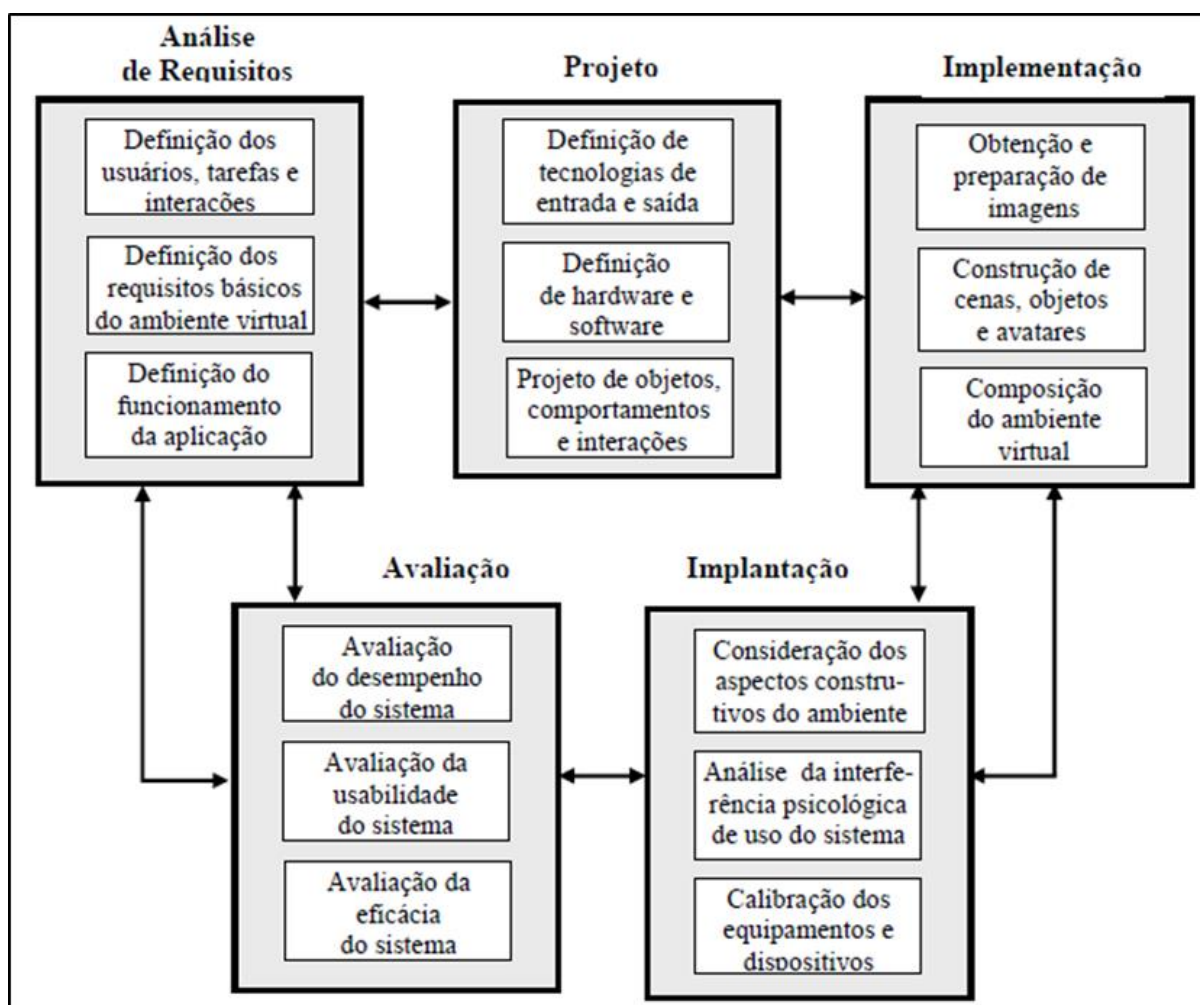 Análise
de Requisitos
Definição dos
usuários, tarefas e
interações
Definição dos
requisitos básicos
do ambiente virtual
Definição do
funcionamento
da aplicação
Projeto
Definição de
tecnologias de
entrada e saída
Definição
de hardware e
software
Projeto de objetos,
comportamentos
e interações
Implementação
Obtenção e
preparação de
imagens
Construção de
cenas, objetos
e avatares
Composição
do ambiente
virtual
Avaliação
Avaliação
do desempenho
do sistema
Avaliação da
usabilidade
do sistema
Avaliação da
eficácia
do sistema
Implantação
Consideração dos
aspectos constru-
tivos do ambiente
Análise da interfe-
rência psicológica
de uso do sistema
Calibração dos
equipamentos e
dispositivos